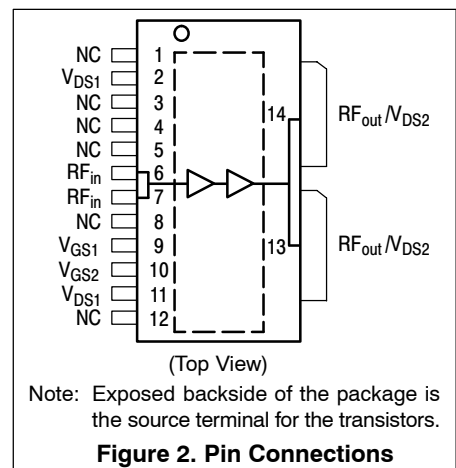 NC 1
VDS1 2
NC 3
NC 4
NC 5
RFin 6
RFin 7
NC 8
VGS1 9
VGS2 10
VDS1 11
NC 12
14 RFout/VDS2
13 RFout/VDS2
(Top View)
Note: Exposed backside of the package is
the source terminal for the transistors.
Figure 2. Pin Connections